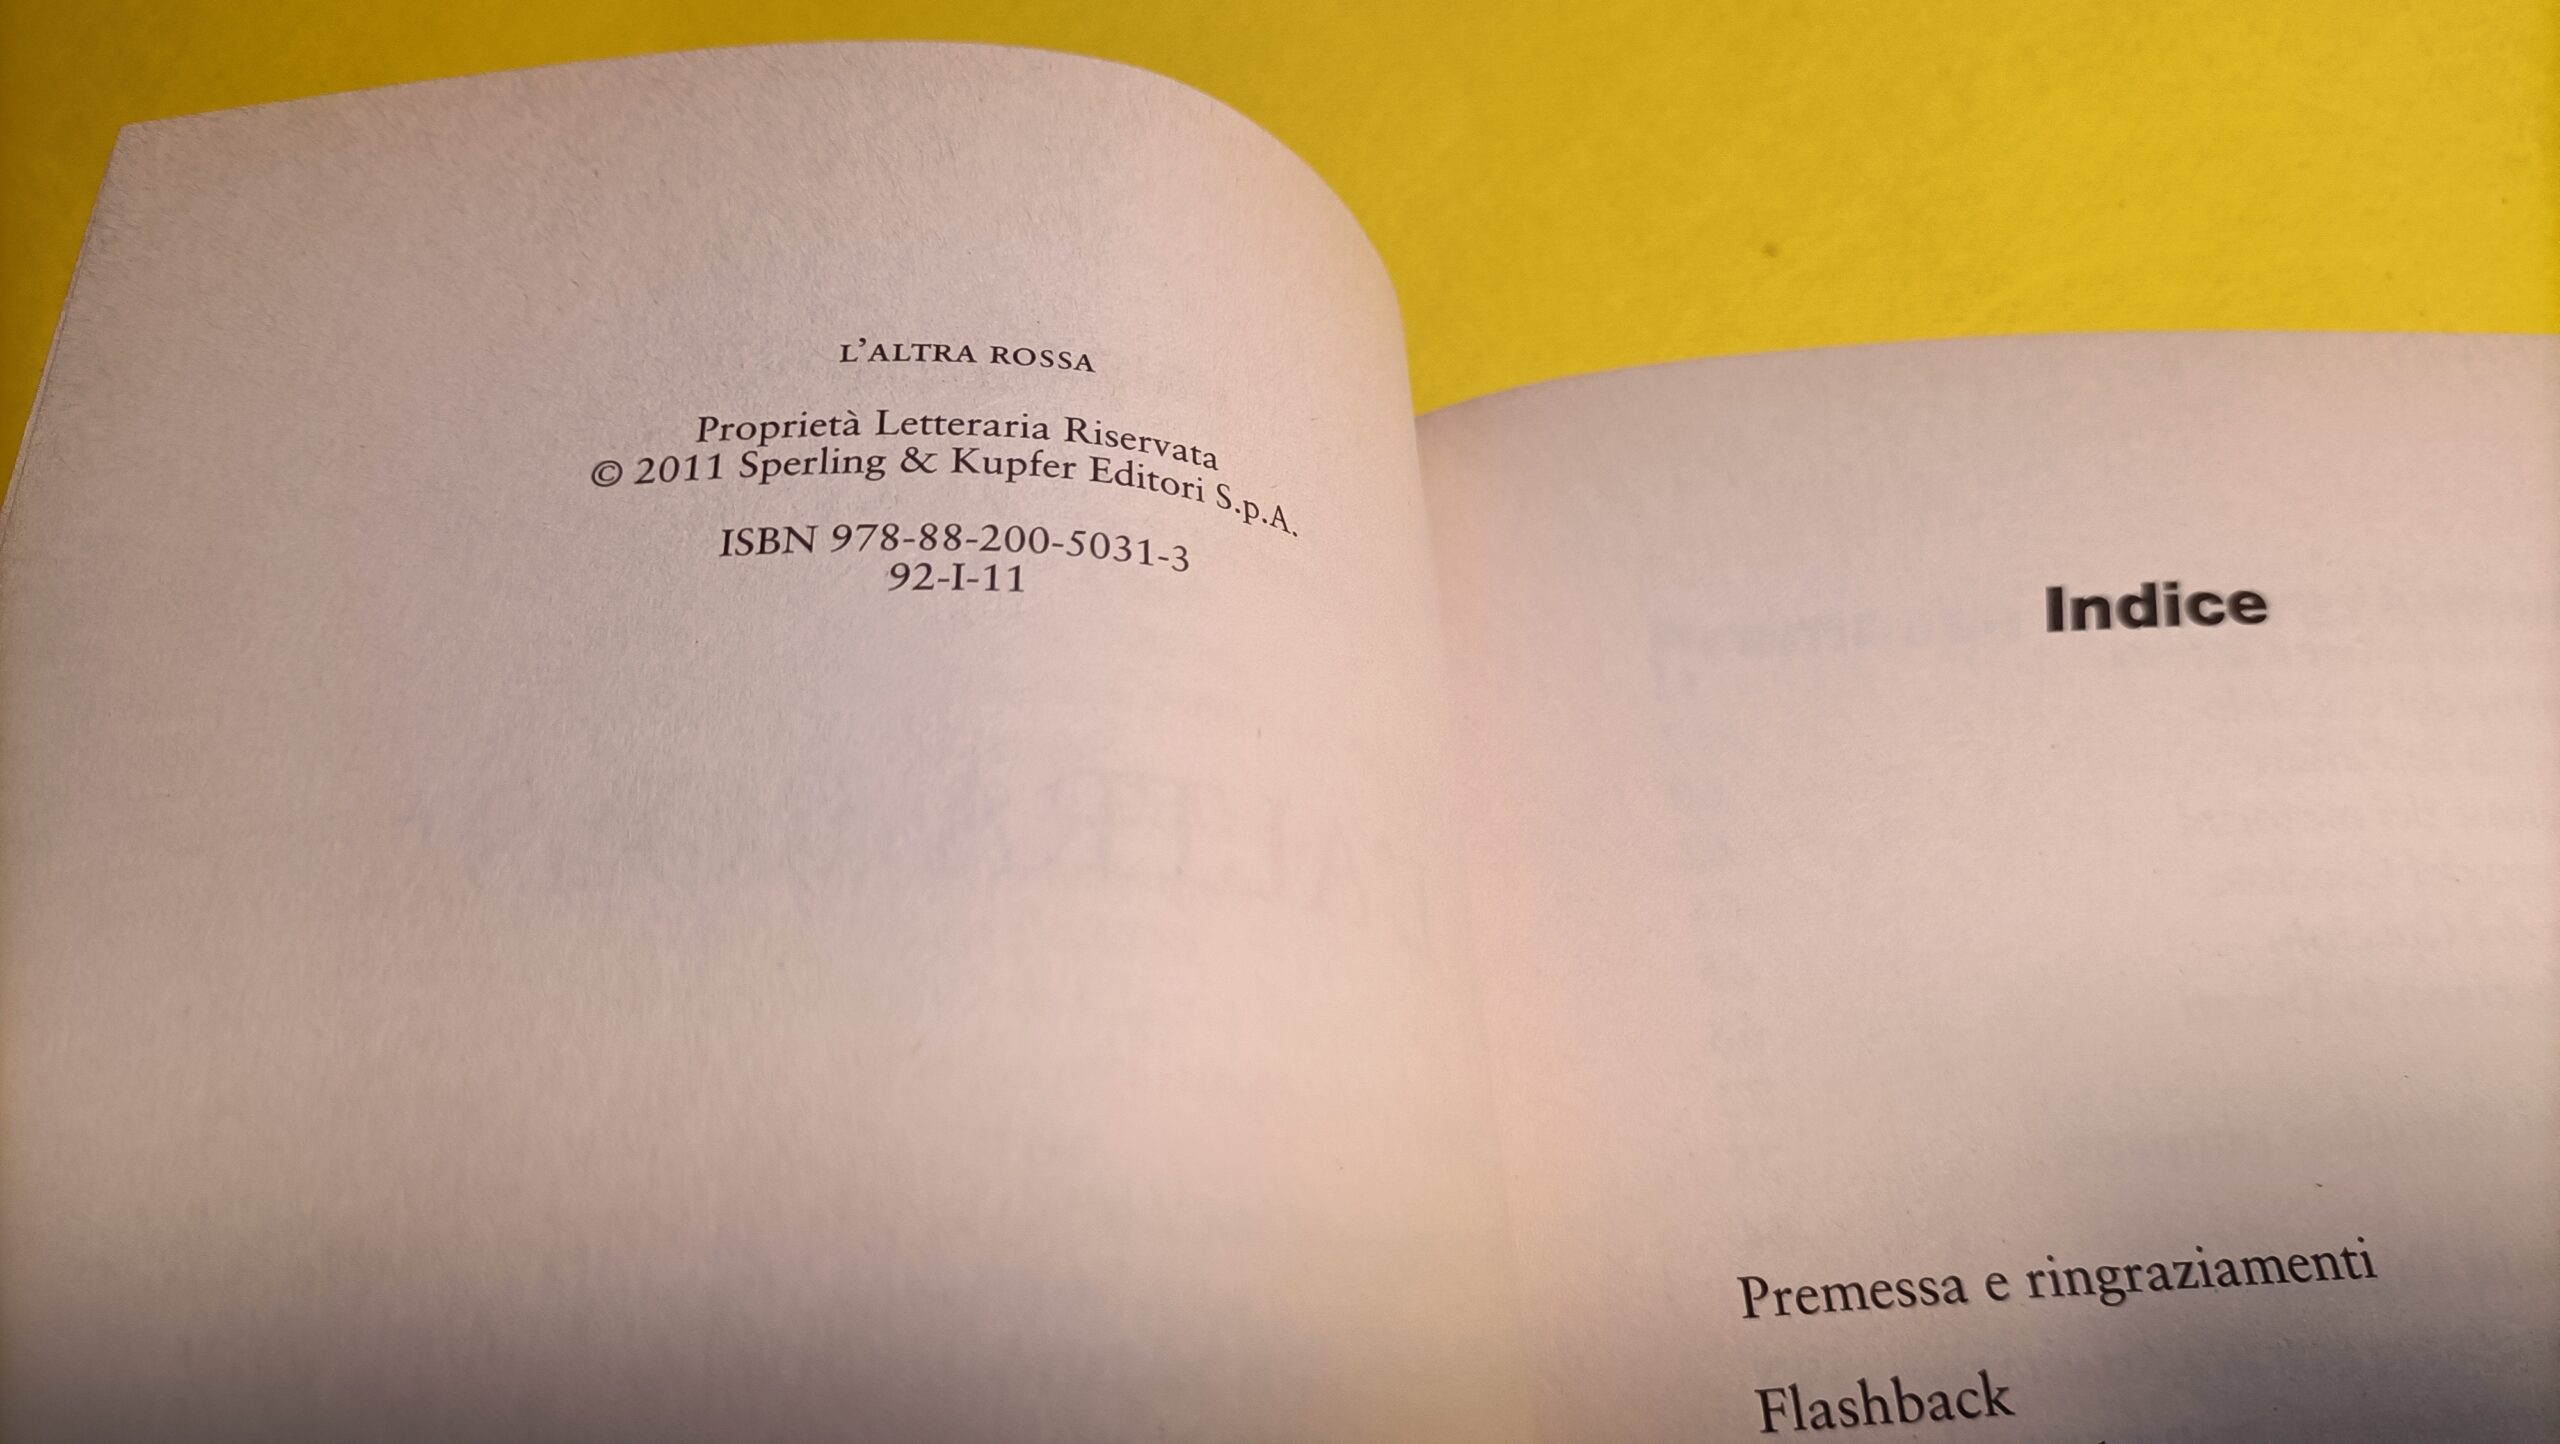 L'ALTRA ROSSA
Proprietà Letteraria Riservata
© 2011 Sperling & Kupfer Editori S.p.A.
ISBN 978-88-200-5031-3
92-I-11
Indice
Premessa e ringraziamenti
Flashback